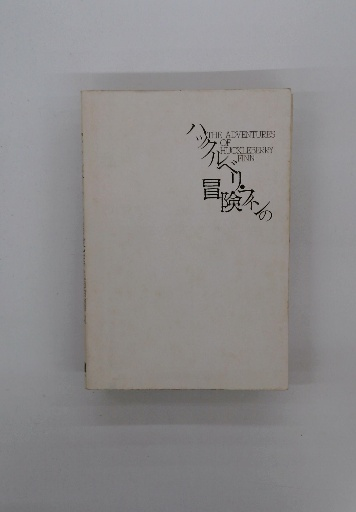 ハックルベリ・フィンの
冒険
THE ADVENTURES
OF
HUCKLEBERRY
FINN